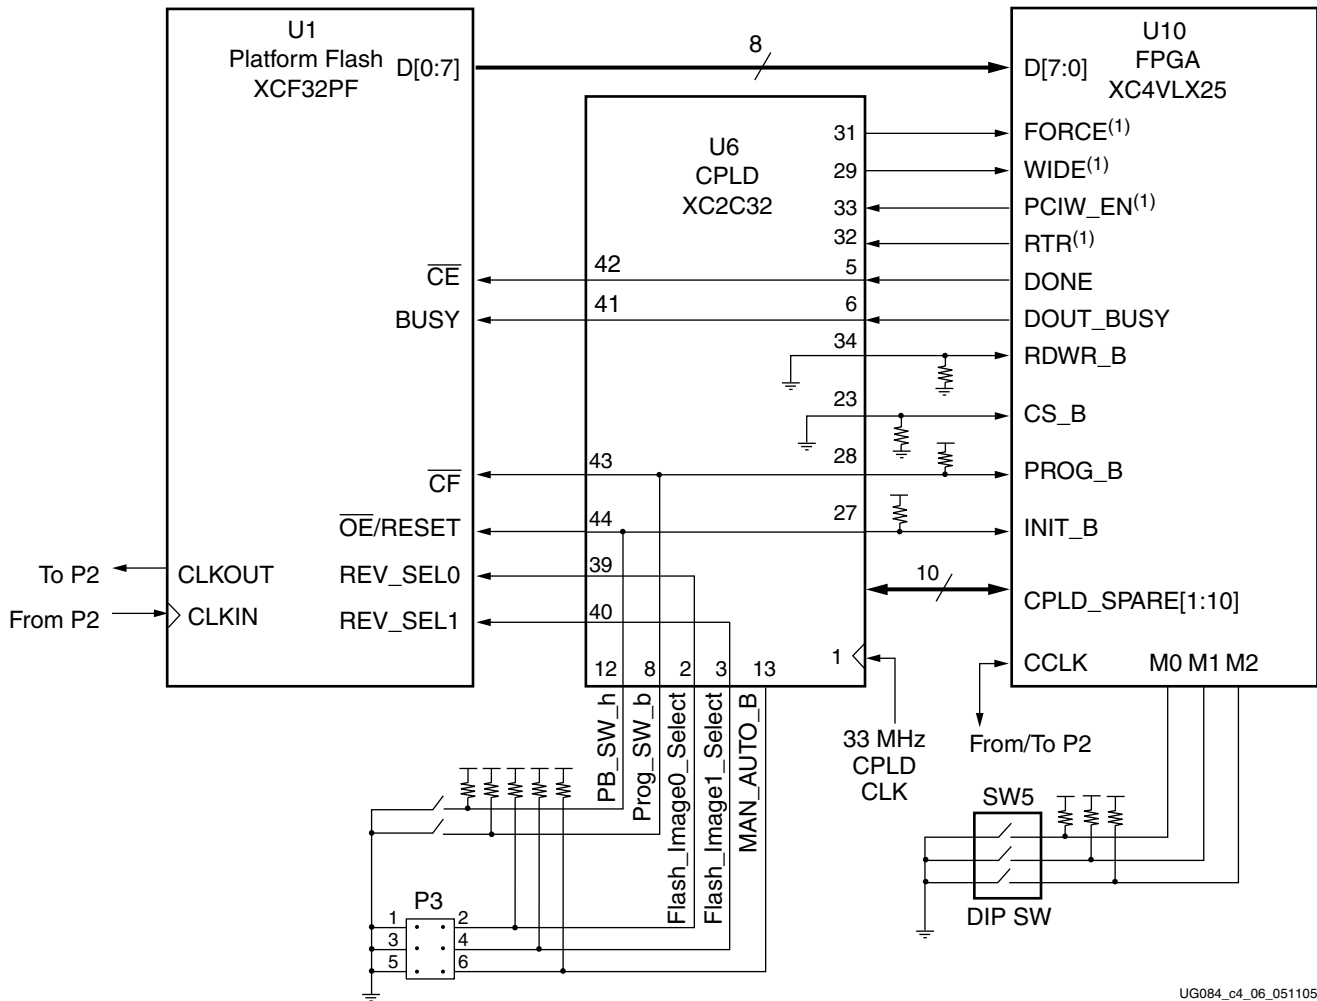 U1
Platform Flash
XCF32PF
D[0:7]
8
U10
FPGA
XC4VLX25
D[7:0]
U6
CPLD
XC2C32
31
FORCE(1)
29
WIDE(1)
33
PCIW_EN(1)
32
RTR(1)
CE
42
5
DONE
BUSY
41
6
DOUT_BUSY
34
RDWR_B
23
CS_B
CF
43
28
PROG_B
OE/RESET
44
27
INIT_B
To P2
CLKOUT
REV_SEL0
39
10
CPLD_SPARE[1:10]
From P2
CLKIN
REV_SEL1
40
1
CCLK
M0 M1 M2
12
8
2
3
13
PB_SW_h
Prog_SW_b
Flash_Image0_Select
Flash_Image1_Select
MAN_AUTO_B
33 MHz
CPLD
CLK
From/To P2
SW5
DIP SW
P3
1
2
3
4
5
6
UG084_c4_06_051105